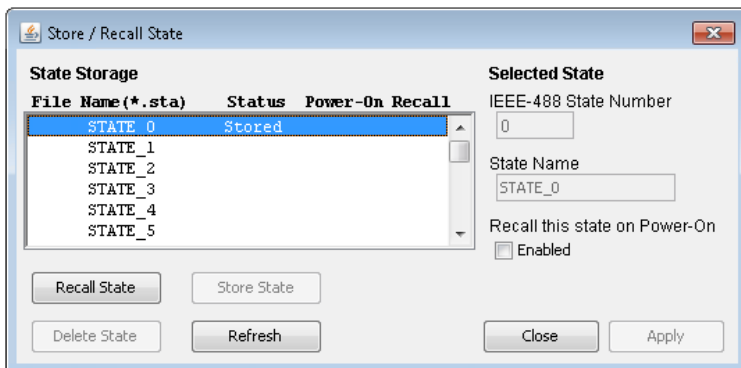 Store / Recall State
State Storage
File Name(*.sta) Status Power-On Recall
STATE_0 Stored
STATE_1
STATE_2
STATE_3
STATE_4
STATE_5
Recall State Store State
Delete State Refresh
Selected State
IEEE-488 State Number
0
State Name
STATE_0
Recall this state on Power-On
Enabled
Close Apply